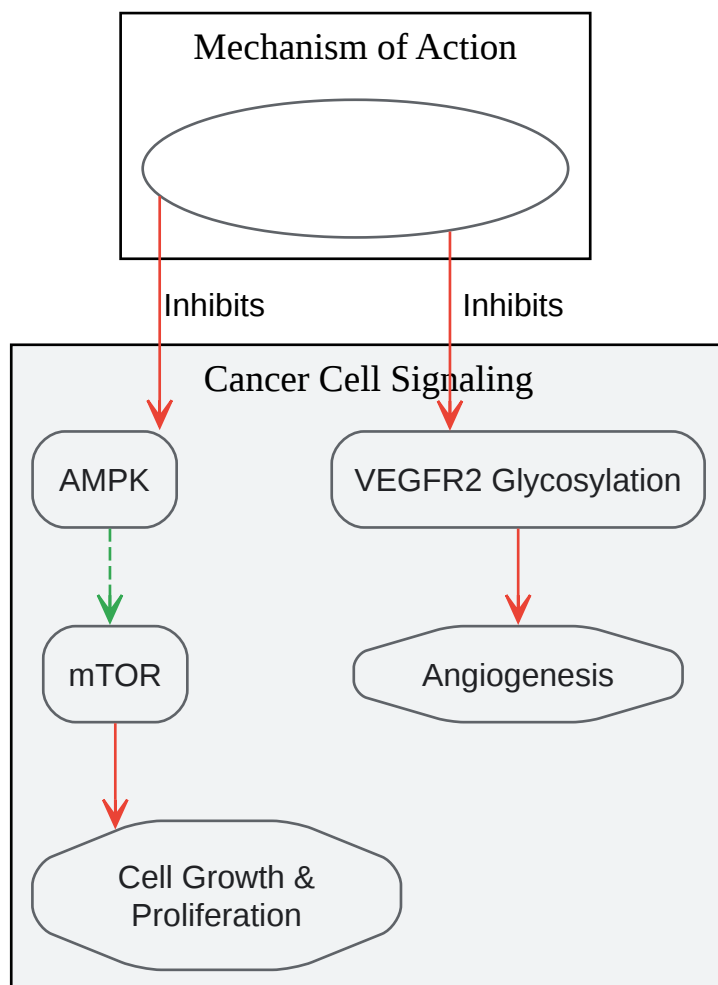 Mechanism of Action
Inhibits
Inhibits
Cancer Cell Signaling
AMPK
VEGFR2 Glycosylation
mTOR
Angiogenesis
Cell Growth &
Proliferation